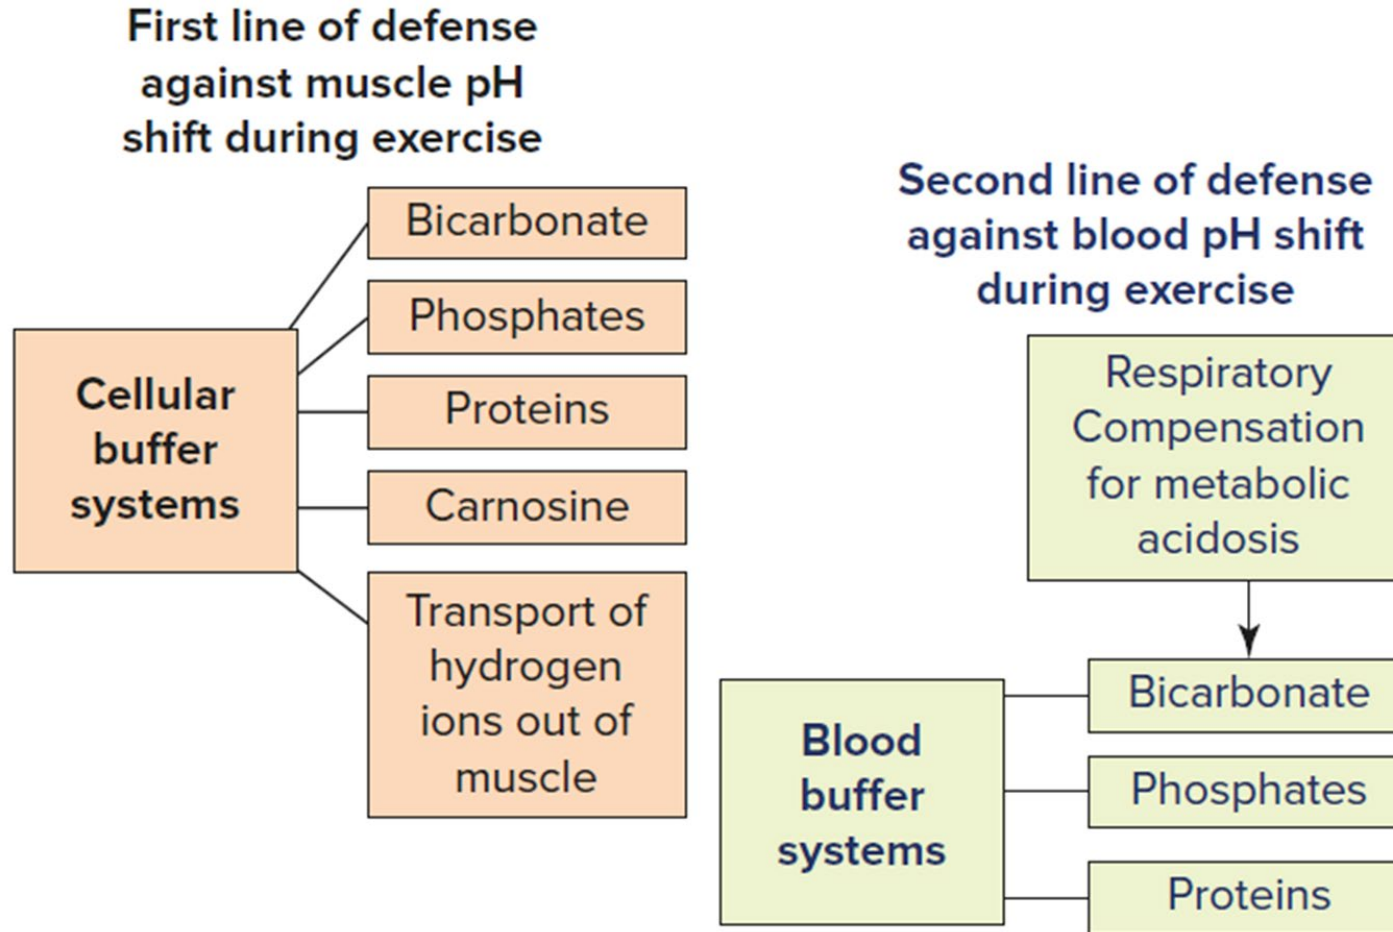 First line of defense
against muscle pH
shift during exercise
Bicarbonate
Phosphates
Proteins
Carnosine
Transport of
hydrogen
ions out of
muscle
Cellular
buffer
systems
Second line of defense
against blood pH shift
during exercise
Respiratory
Compensation
for metabolic
acidosis
Bicarbonate
Phosphates
Proteins
Blood
buffer
systems